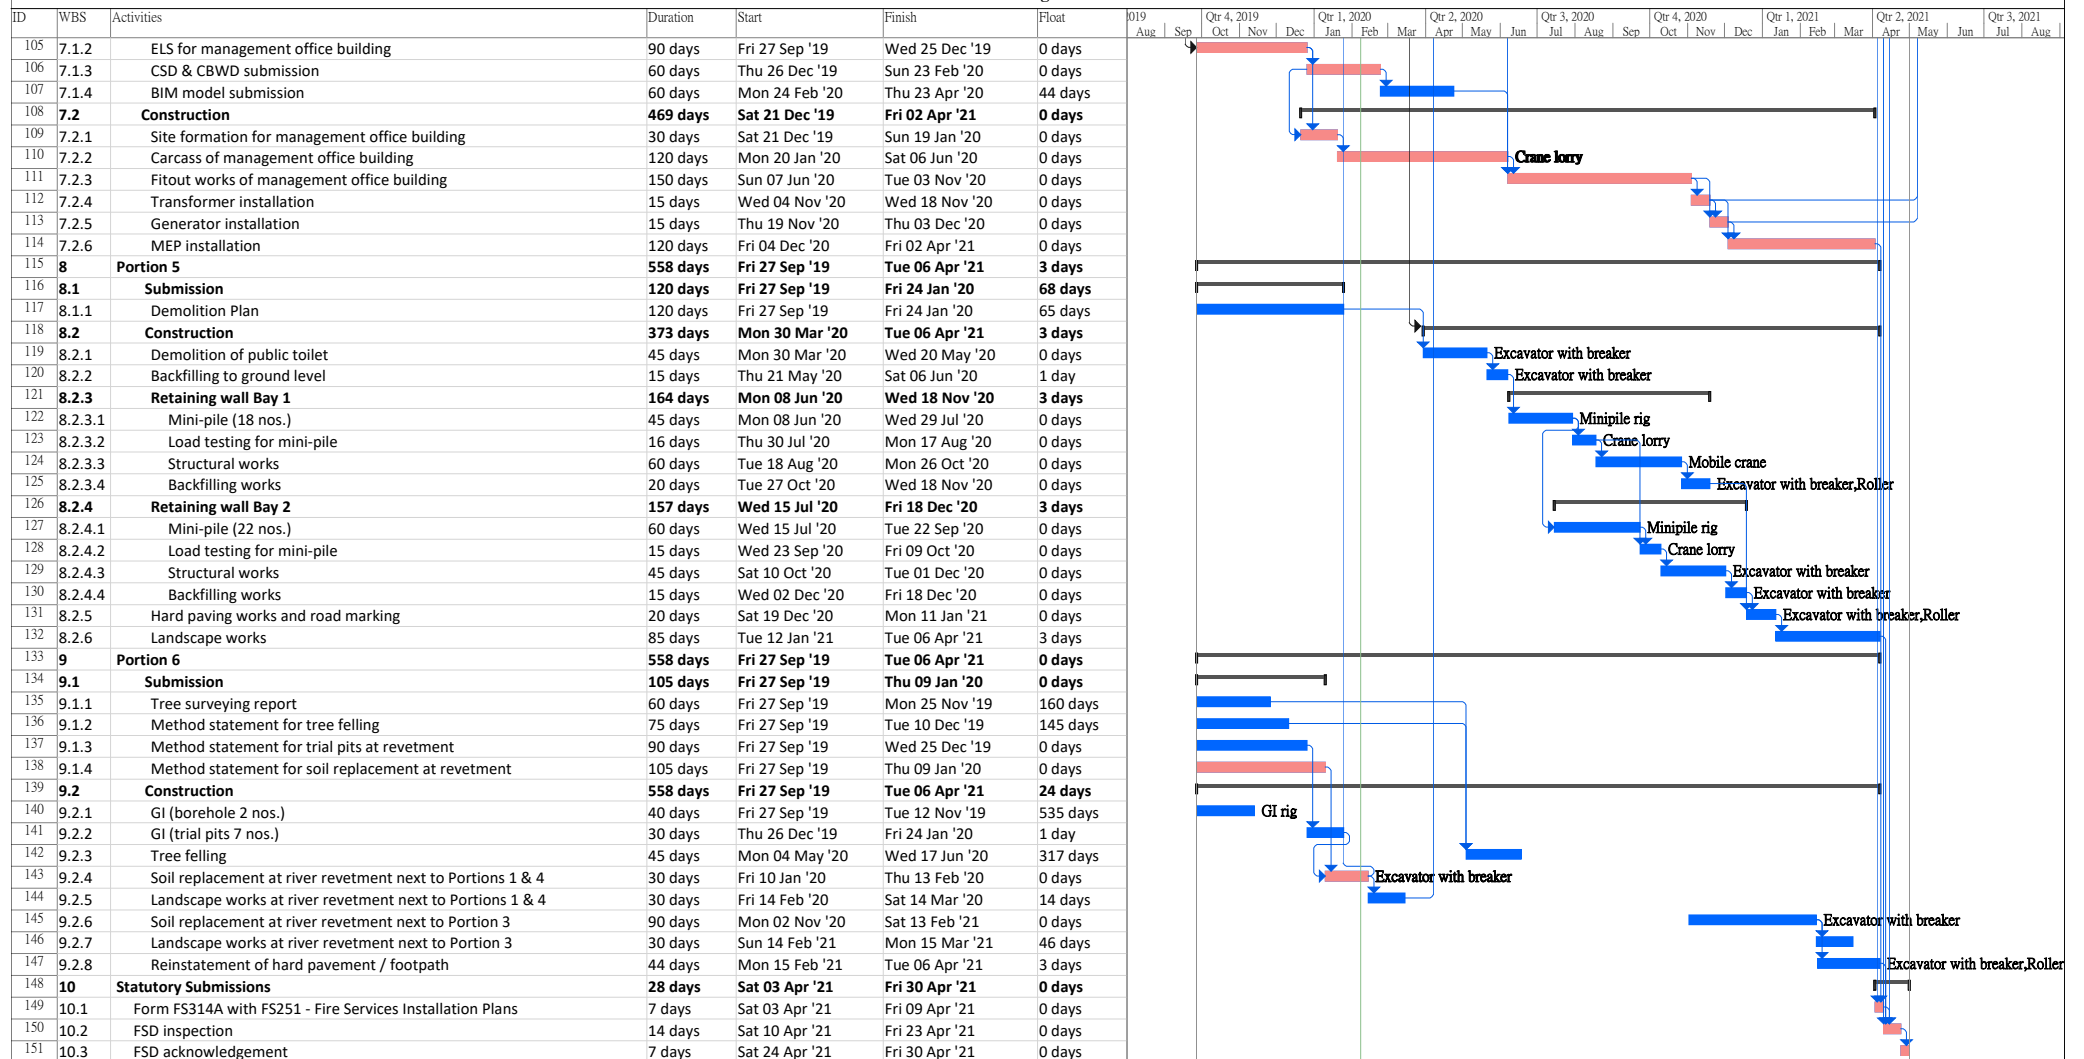 ID WBS Activities Duration Start Finish Float 2019 Qtr 4, 2019 Qtr 1, 2020 Qtr 2, 2020 Qtr 3, 2020 Qtr 4, 2020 Qtr 1, 2021 Qtr 2, 2021 Qtr 3, 2021
Aug Sep Oct Nov Dec Jan Feb Mar Apr May Jun Jul Aug Sep Oct Nov Dec Jan Feb Mar Apr May Jun Jul Aug
105 7.1.2 ELS for management office building 90 days Fri 27 Sep '19 Wed 25 Dec '19 0 days
106 7.1.3 CSD & CBWD submission 60 days Thu 26 Dec '19 Sun 23 Feb '20 0 days
107 7.1.4 BIM model submission 60 days Mon 24 Feb '20 Thu 23 Apr '20 44 days
108 7.2 Construction 469 days Sat 21 Dec '19 Fri 02 Apr '21 0 days
109 7.2.1 Site formation for management office building 30 days Sat 21 Dec '19 Sun 19 Jan '20 0 days
110 7.2.2 Carcass of management office building 120 days Mon 20 Jan '20 Sat 06 Jun '20 0 days Crane lorry
111 7.2.3 Fitout works of management office building 150 days Sun 07 Jun '20 Tue 03 Nov '20 0 days
112 7.2.4 Transformer installation 15 days Wed 04 Nov '20 Wed 18 Nov '20 0 days
113 7.2.5 Generator installation 15 days Thu 19 Nov '20 Thu 03 Dec '20 0 days
114 7.2.6 MEP installation 120 days Fri 04 Dec '20 Fri 02 Apr '21 0 days
115 8 Portion 5 558 days Fri 27 Sep '19 Tue 06 Apr '21 3 days
116 8.1 Submission 120 days Fri 27 Sep '19 Fri 24 Jan '20 68 days
117 8.1.1 Demolition Plan 120 days Fri 27 Sep '19 Fri 24 Jan '20 65 days
118 8.2 Construction 373 days Mon 30 Mar '20 Tue 06 Apr '21 3 days
119 8.2.1 Demolition of public toilet 45 days Mon 30 Mar '20 Wed 20 May '20 0 days Excavator with breaker
120 8.2.2 Backfilling to ground level 15 days Thu 21 May '20 Sat 06 Jun '20 1 day Excavator with breaker
121 8.2.3 Retaining wall Bay 1 164 days Mon 08 Jun '20 Wed 18 Nov '20 3 days
122 8.2.3.1 Mini-pile (18 nos.) 45 days Mon 08 Jun '20 Wed 29 Jul '20 0 days Minipile rig
123 8.2.3.2 Load testing for mini-pile 16 days Thu 30 Jul '20 Mon 17 Aug '20 0 days Crane lorry
124 8.2.3.3 Structural works 60 days Tue 18 Aug '20 Mon 26 Oct '20 0 days Mobile crane
125 8.2.3.4 Backfilling works 20 days Tue 27 Oct '20 Wed 18 Nov '20 0 days Excavator with breaker,Roller
126 8.2.4 Retaining wall Bay 2 157 days Wed 15 Jul '20 Fri 18 Dec '20 3 days
127 8.2.4.1 Mini-pile (22 nos.) 60 days Wed 15 Jul '20 Tue 22 Sep '20 0 days Minipile rig
128 8.2.4.2 Load testing for mini-pile 15 days Wed 23 Sep '20 Fri 09 Oct '20 0 days Crane lorry
129 8.2.4.3 Structural works 45 days Sat 10 Oct '20 Tue 01 Dec '20 0 days Excavator with breaker
130 8.2.4.4 Backfilling works 15 days Wed 02 Dec '20 Fri 18 Dec '20 0 days Excavator with breaker
131 8.2.5 Hard paving works and road marking 20 days Sat 19 Dec '20 Mon 11 Jan '21 0 days Excavator with breaker,Roller
132 8.2.6 Landscape works 85 days Tue 12 Jan '21 Tue 06 Apr '21 3 days
133 9 Portion 6 558 days Fri 27 Sep '19 Tue 06 Apr '21 0 days
134 9.1 Submission 105 days Fri 27 Sep '19 Thu 09 Jan '20 0 days
135 9.1.1 Tree surveying report 60 days Fri 27 Sep '19 Mon 25 Nov '19 160 days
136 9.1.2 Method statement for tree felling 75 days Fri 27 Sep '19 Tue 10 Dec '19 145 days
137 9.1.3 Method statement for trial pits at revetment 90 days Fri 27 Sep '19 Wed 25 Dec '19 0 days
138 9.1.4 Method statement for soil replacement at revetment 105 days Fri 27 Sep '19 Thu 09 Jan '20 0 days
139 9.2 Construction 558 days Fri 27 Sep '19 Tue 06 Apr '21 24 days
140 9.2.1 GI (borehole 2 nos.) 40 days Fri 27 Sep '19 Tue 12 Nov '19 535 days GI rig
141 9.2.2 GI (trial pits 7 nos.) 30 days Thu 26 Dec '19 Fri 24 Jan '20 1 day
142 9.2.3 Tree felling 45 days Mon 04 May '20 Wed 17 Jun '20 317 days
143 9.2.4 Soil replacement at river revetment next to Portions 1 & 4 30 days Fri 10 Jan '20 Thu 13 Feb '20 0 days Excavator with breaker
144 9.2.5 Landscape works at river revetment next to Portions 1 & 4 30 days Fri 14 Feb '20 Sat 14 Mar '20 14 days
145 9.2.6 Soil replacement at river revetment next to Portion 3 90 days Mon 02 Nov '20 Sat 13 Feb '21 0 days Excavator with breaker
146 9.2.7 Landscape works at river revetment next to Portion 3 30 days Sun 14 Feb '21 Mon 15 Mar '21 46 days
147 9.2.8 Reinstatement of hard pavement / footpath 44 days Mon 15 Feb '21 Tue 06 Apr '21 3 days Excavator with breaker,Roller
148 10 Statutory Submissions 28 days Sat 03 Apr '21 Fri 30 Apr '21 0 days
149 10.1 Form FS314A with FS251 - Fire Services Installation Plans 7 days Sat 03 Apr '21 Fri 09 Apr '21 0 days
150 10.2 FSD inspection 14 days Sat 10 Apr '21 Fri 23 Apr '21 0 days
151 10.3 FSD acknowledgement 7 days Sat 24 Apr '21 Fri 30 Apr '21 0 days